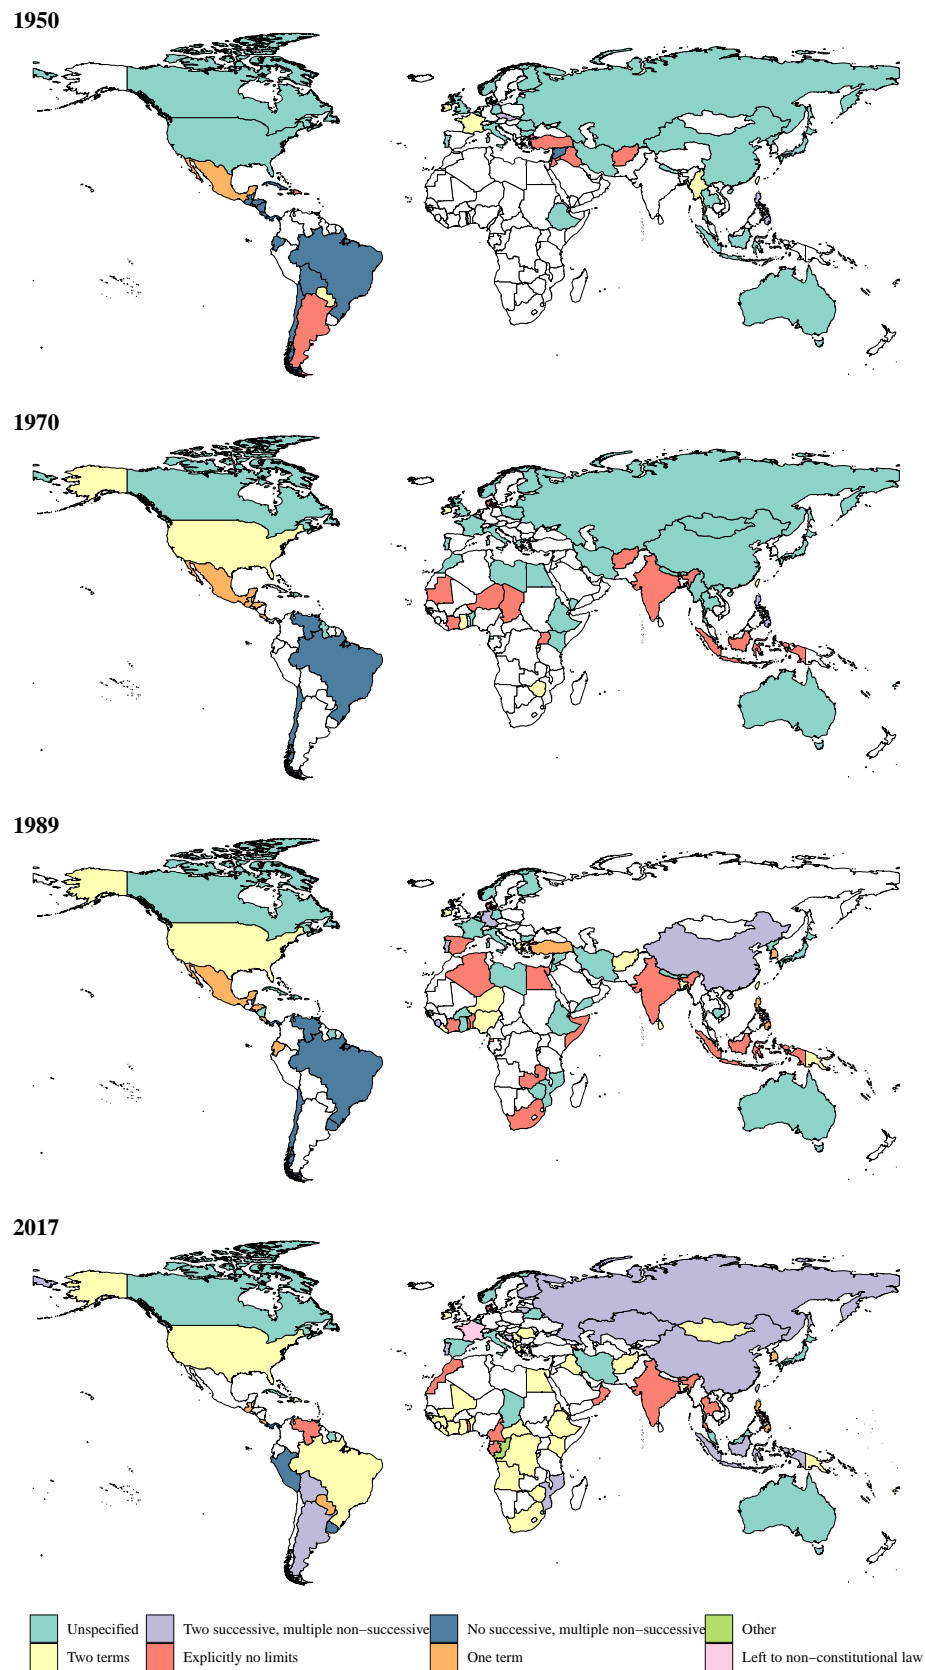 1950
1970
1989
2017
Unspecified Two successive, multiple non−successive No successive, multiple non−successive Other
Two terms Explicitly no limits One term Left to non−constitutional law